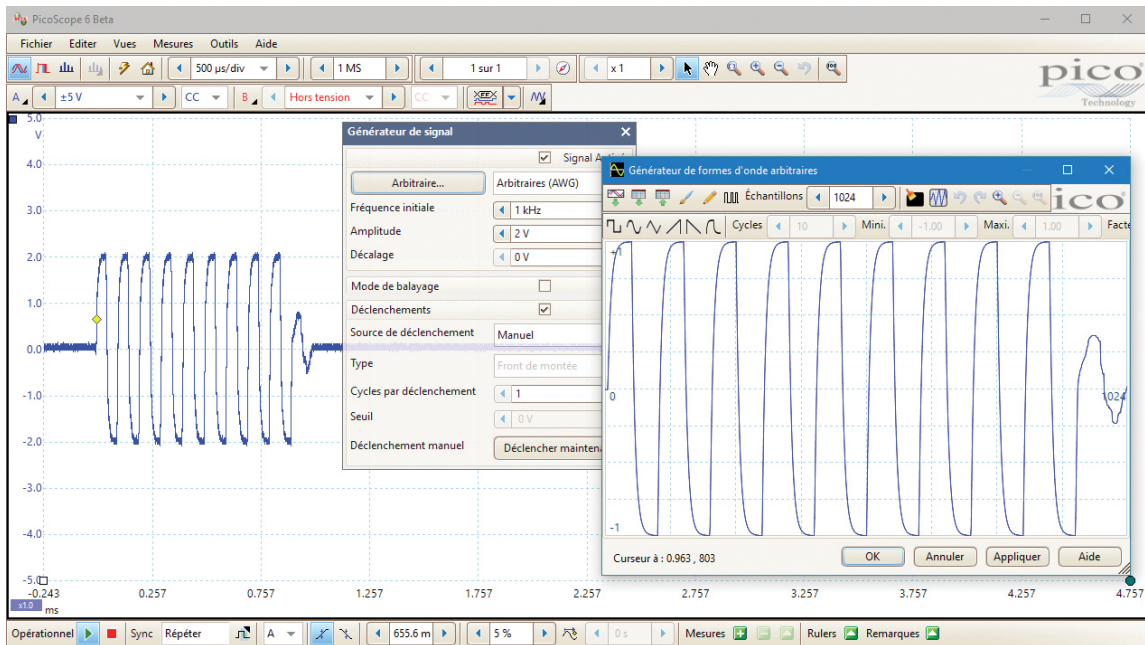 PicoScope 6 Beta
Fichier Editer Vues Mesures Outils Aide
500 µs/div 1 MS 1 sur 1 x 1
pico
Technology
A ±5 V CC B Hors tension CC
5.0
V
4.0
3.0
2.0
1.0
0.0
-1.0
-2.0
-3.0
-4.0
-5.0
-0.243 0.257 0.757 1.257 1.757 2.257 2.757 3.257 3.757 4.257 4.757
x1.0 ms
Générateur de signal
Signal
Arbitraire... Arbitraires (AWG)
Fréquence initiale 1 kHz
Amplitude 2 V
Décalage 0 V
Mode de balayage
Déclenchements
Source de déclenchement Manuel
Type Front de montée
Cycles par déclenchement 1
Seuil 0 V
Déclenchement manuel Déclencher mainten
Générateur de formes d'onde arbitraires
Échantillons 1024
ico
Cycles 10 Mini. -1.00 Maxi. 1.00 Facte
+1
0 1024
-1
Curseur à : 0.963 , 803 OK Annuler Appliquer Aide
Opérationnel Sync Répéter A 655.6 m 5 % 0 s Mesures Rulers Remarques